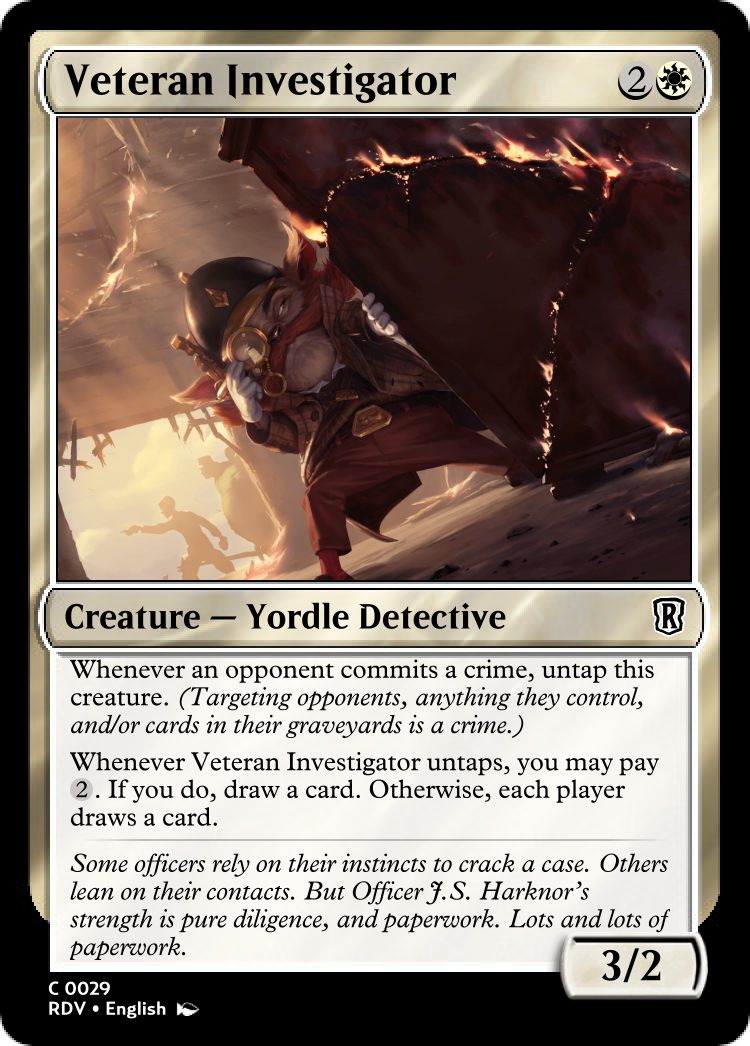 Veteran Investigator 2
Creature — Yordle Detective R
Whenever an opponent commits a crime, untap this
creature. (Targeting opponents, anything they control,
and/or cards in their graveyards is a crime.)
Whenever Veteran Investigator untaps, you may pay
2. If you do, draw a card. Otherwise, each player
draws a card.
Some officers rely on their instincts to crack a case. Others
lean on their contacts. But Officer J.S. Harknor's
strength is pure diligence, and paperwork. Lots and lots of
paperwork.
3/2
C 0029
RDV • English